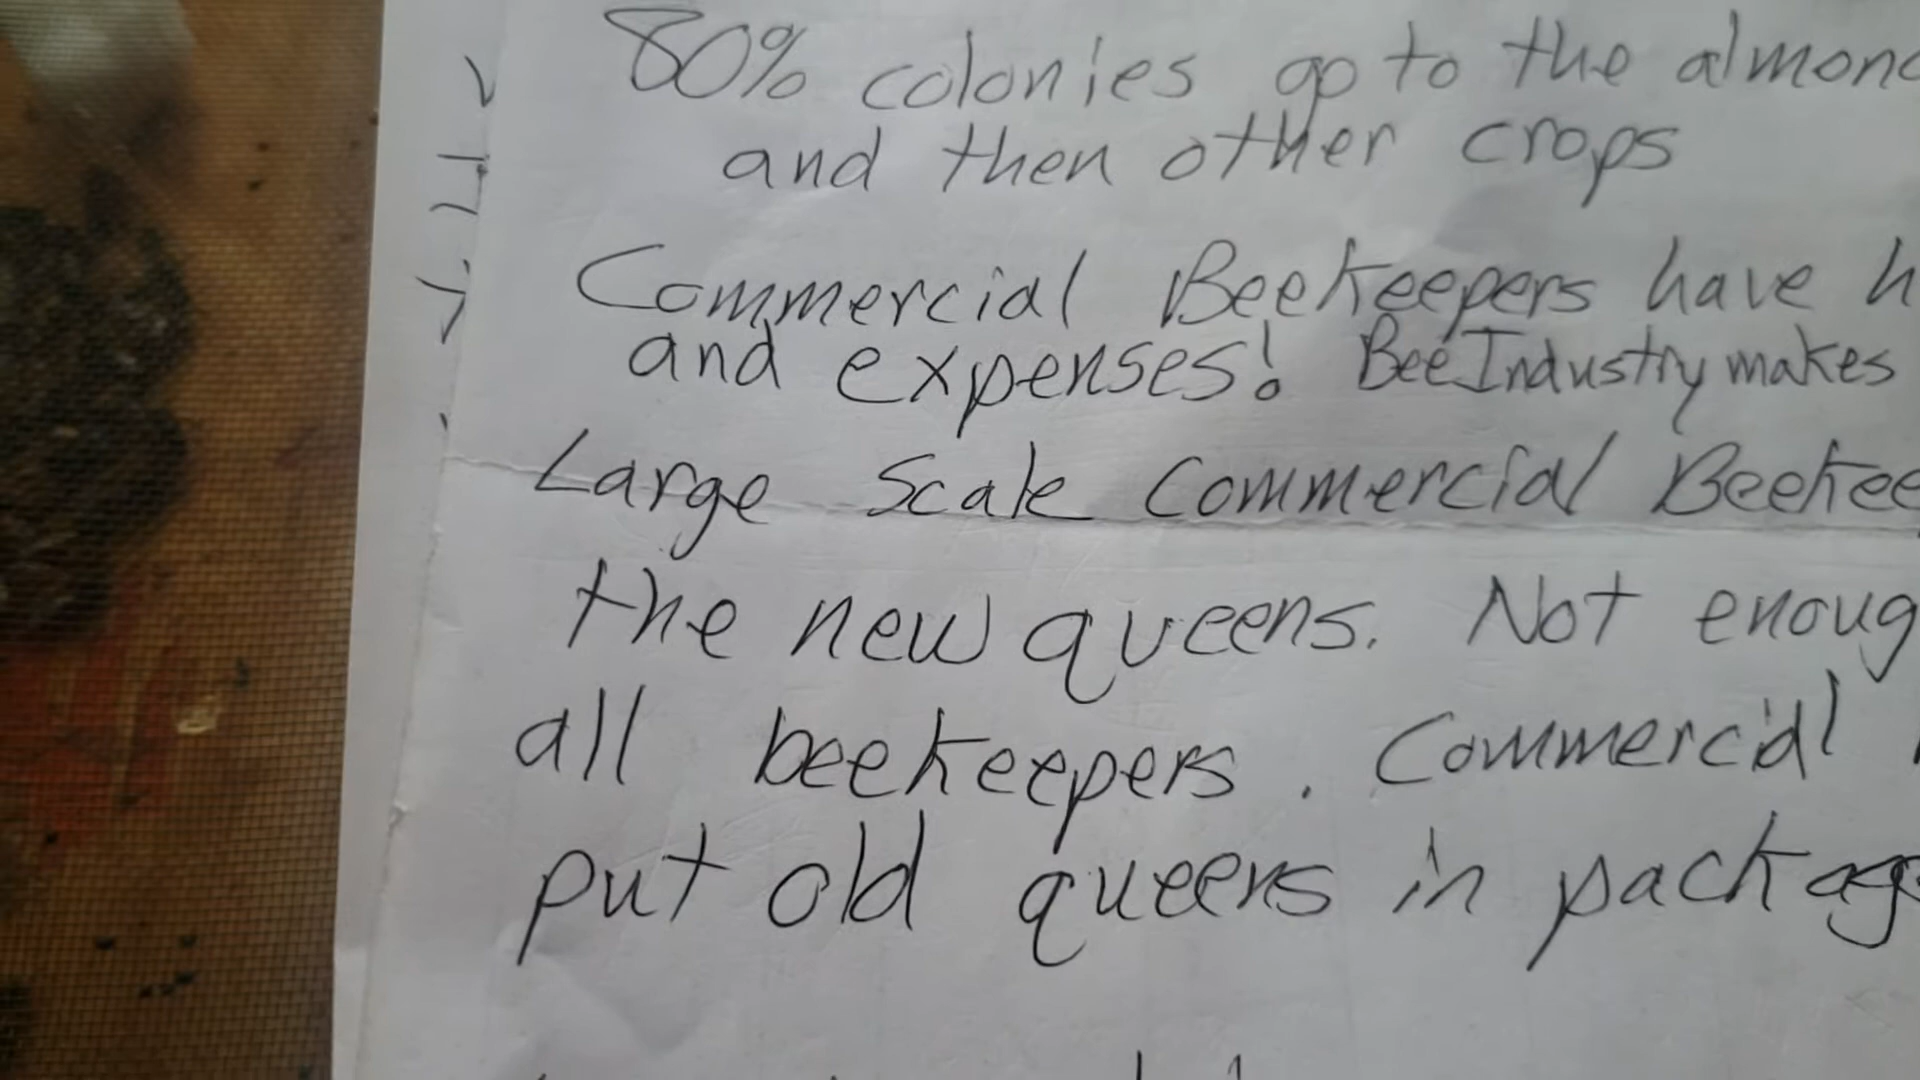 80% colonies go to the almond
and then other crops
Commercial Beekeepers have h
and expenses! Bee Industry makes
Large Scale Commercial Beekee
the new queens. Not enoug
all beekeepers. Commercial
put old queens in packag